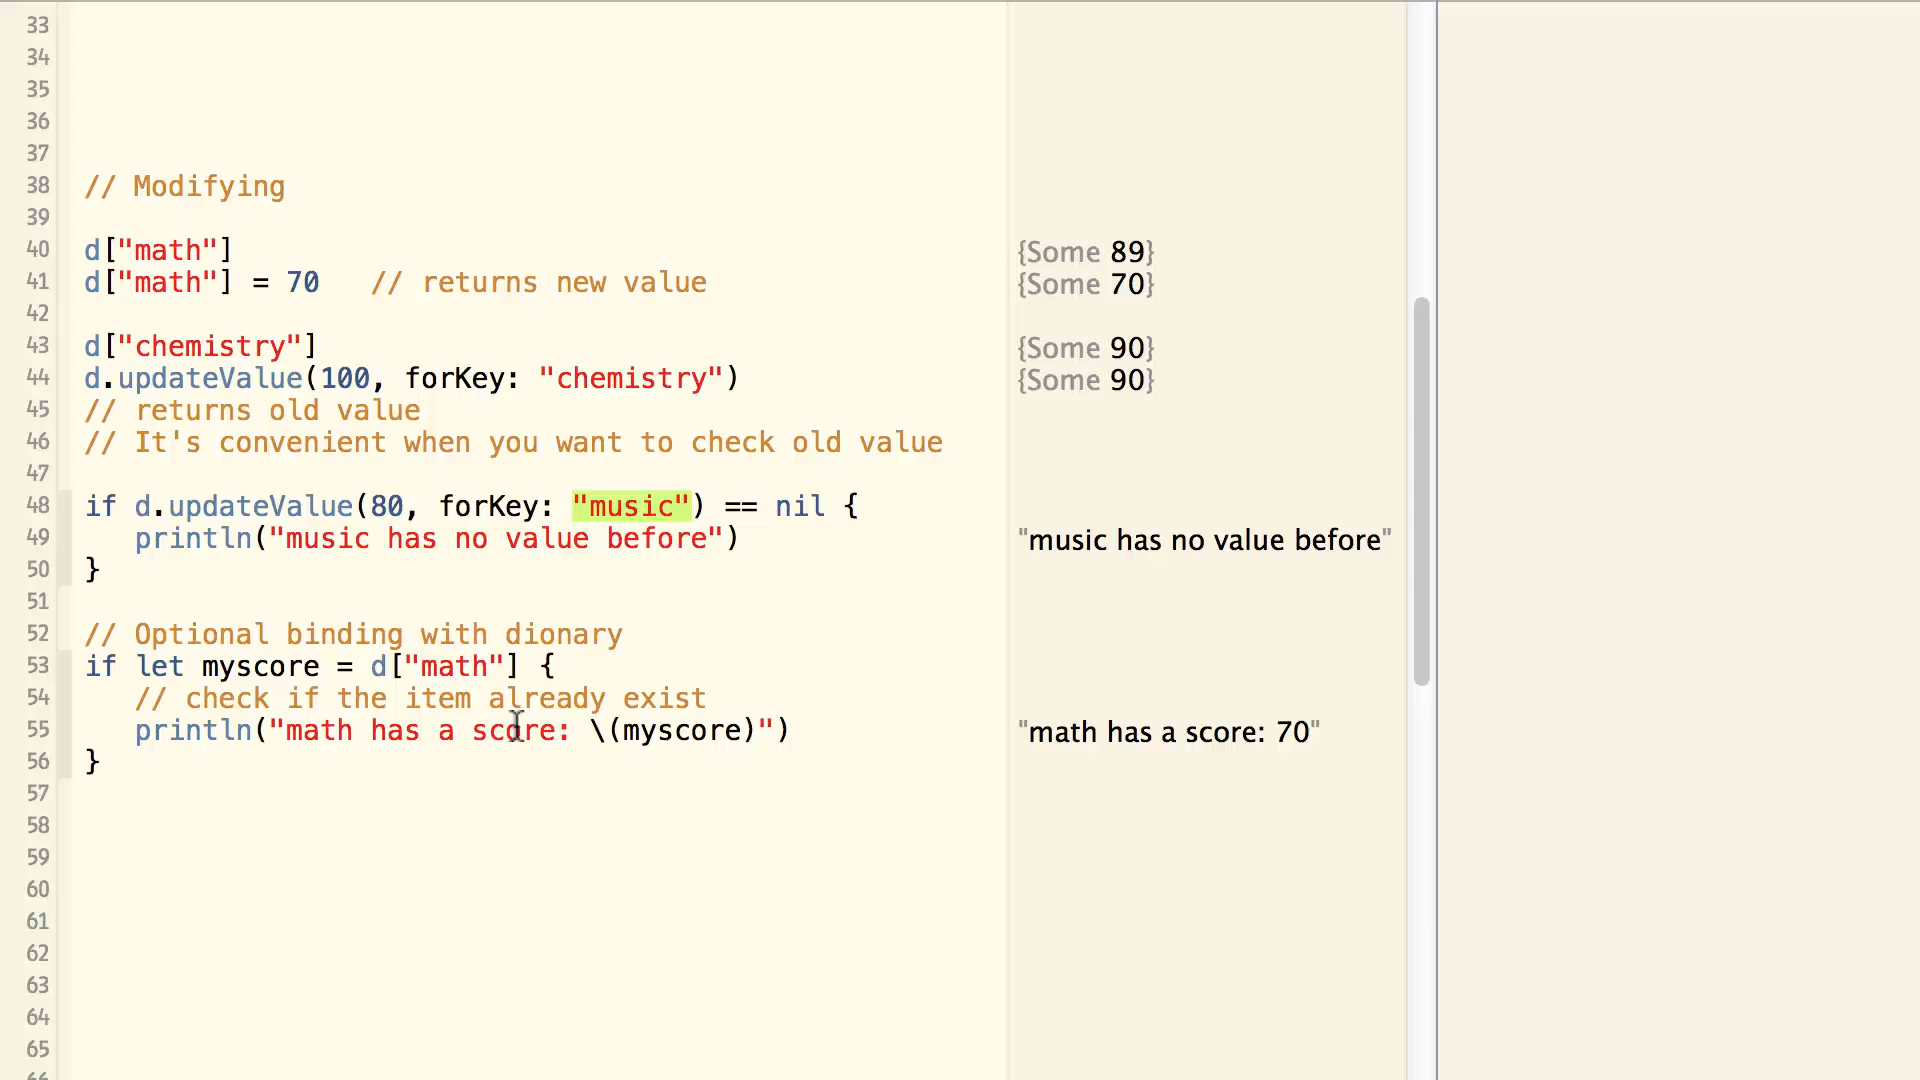 33
34
35
36
37
38 // Modifying
39
40 d["math"] {Some 89}
41 d["math"] = 70   // returns new value {Some 70}
42
43 d["chemistry"] {Some 90}
44 d.updateValue(100, forKey: "chemistry") {Some 90}
45 // returns old value
46 // It's convenient when you want to check old value
47
48 if d.updateValue(80, forKey: "music") == nil {
49    println("music has no value before") "music has no value before"
50 }
51
52 // Optional binding with dionary
53 if let myscore = d["math"] {
54    // check if the item already exist
55    println("math has a score: \(myscore)") "math has a score: 70"
56 }
57
58
59
60
61
62
63
64
65